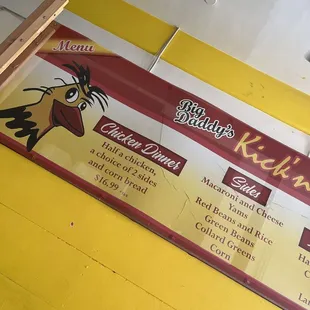 Menu
Big
Daddy's
Kick'n
Chicken Dinner
Half a chicken,
a choice of 2 sides
and corn bread
$16.99
Sides
Macaroni and Cheese
Yams
Red Beans and Rice
Green Beans
Collard Greens
Corn